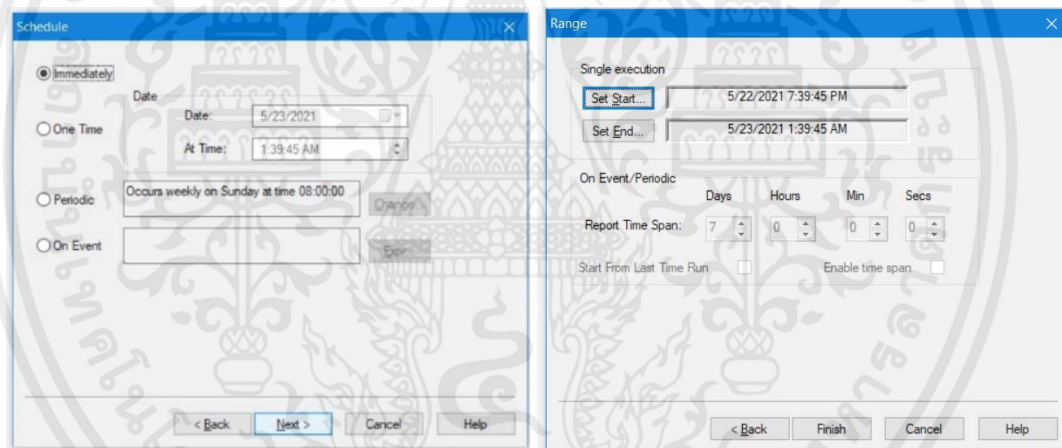 Schedule
Immediately
Date
Date: 5/23/2021
One Time
At Time: 1:39:45 AM
Periodic
Occurs weekly on Sunday at time 08:00:00
Change...
On Event
< Back Next > Cancel Help
Range
Single execution
Set Start... 5/22/2021 7:39:45 PM
Set End... 5/23/2021 1:39:45 AM
On Event/Periodic
Days Hours Min Secs
Report Time Span: 7 0 0 0
Start From Last Time Run Enable time span
< Back Finish Cancel Help